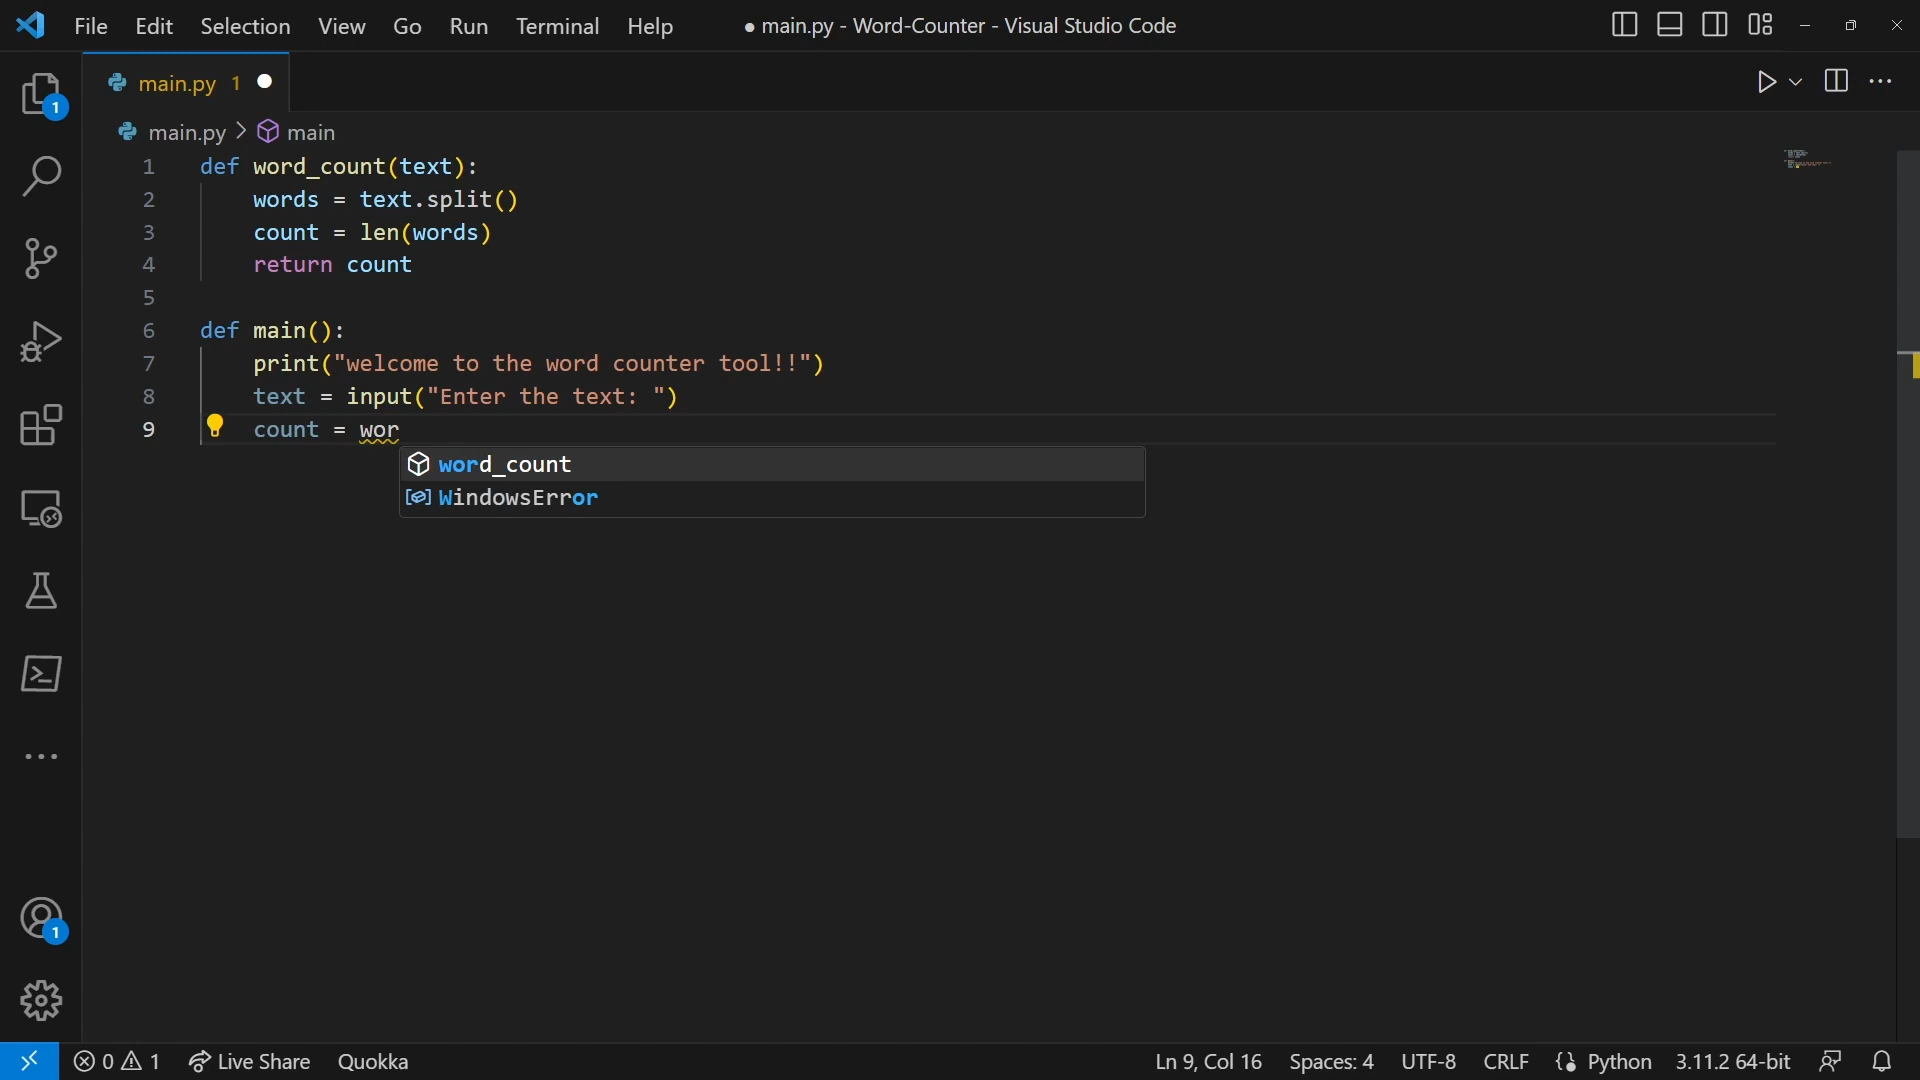 File Edit Selection View Go Run Terminal Help ● main.py - Word-Counter - Visual Studio Code
main.py 1
1
main.py > main
1 def word_count(text):
2     words = text.split()
3     count = len(words)
4     return count
5
6 def main():
7     print("welcome to the word counter tool!!")
8     text = input("Enter the text: ")
9     count = wor
word_count
WindowsError
1
0 1 Live Share Quokka Ln 9, Col 16 Spaces: 4 UTF-8 CRLF {} Python 3.11.2 64-bit